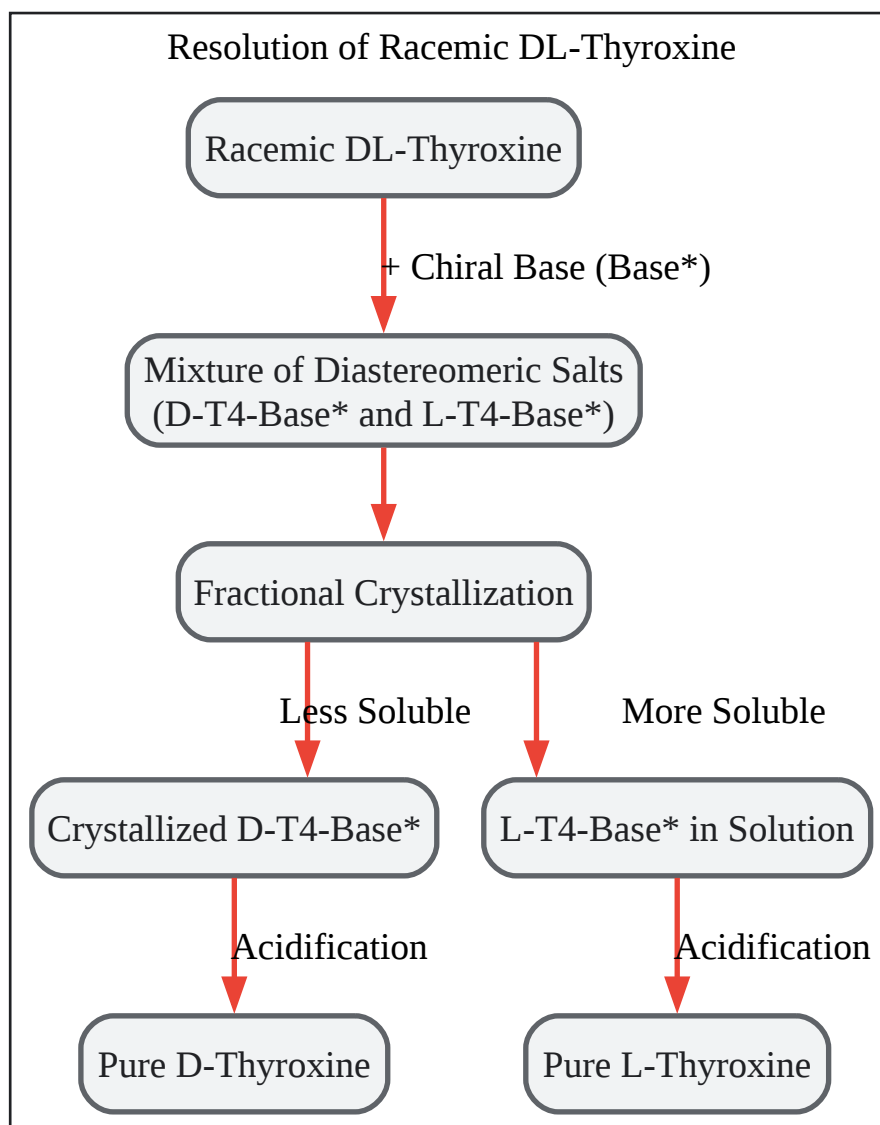 Resolution of Racemic DL-Thyroxine
Racemic DL-Thyroxine
+ Chiral Base (Base*)
Mixture of Diastereomeric Salts
(D-T4-Base* and L-T4-Base*)
Fractional Crystallization
Less Soluble
More Soluble
Crystallized D-T4-Base*
L-T4-Base* in Solution
Acidification
Acidification
Pure D-Thyroxine
Pure L-Thyroxine